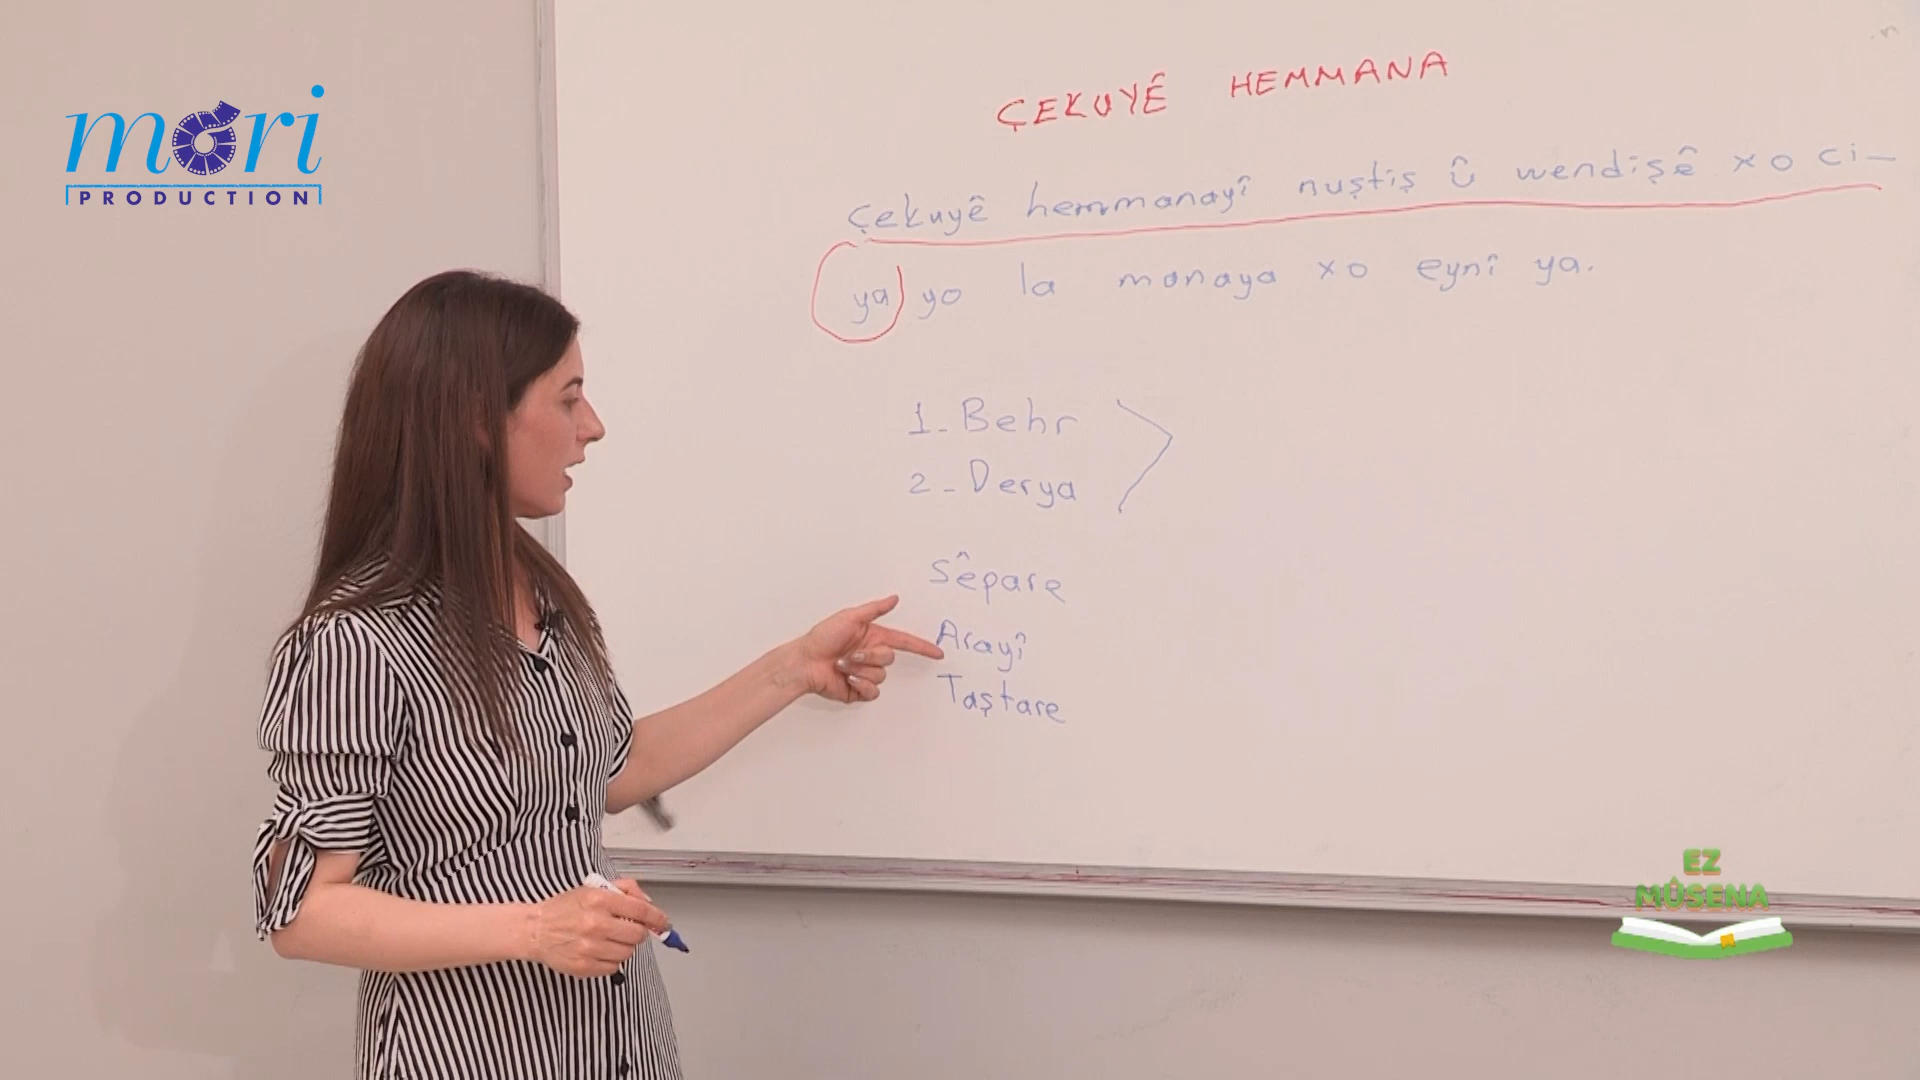 mori
PRODUCTION
ÇEKUYÊ HEMMANA
Çekuyê hemmanayî nuştiş û wendişê xo ci-
ya yo la manaya xo eynî ya.
1- Behr
2- Derya
Sêpare
Arayî
Taştare
EZ
MÛSENA